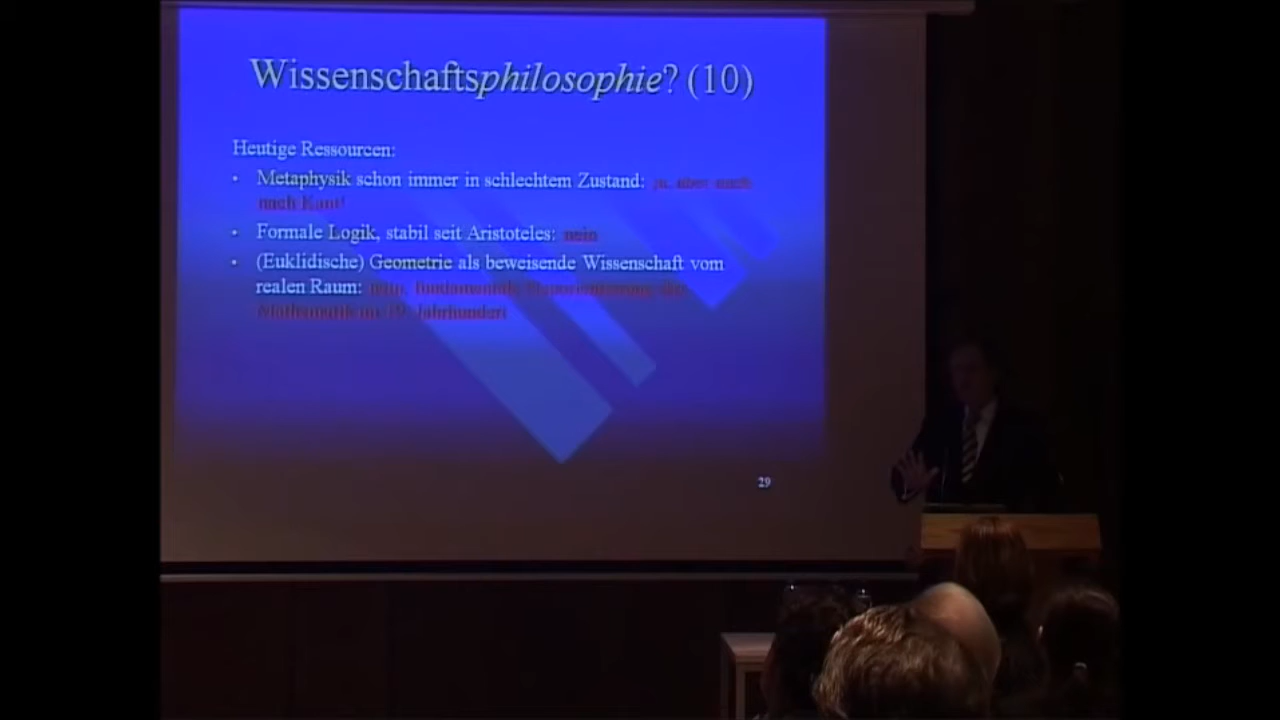 Wissenschaftsphilosophie? (10)
Heutige Ressourcen:
• Metaphysik schon immer in schlechtem Zustand: ja, aber auch
nach Kant!
• Formale Logik, stabil seit Aristoteles: nein
• (Euklidische) Geometrie als beweisende Wissenschaft vom
realen Raum: nein, fundamentale Neuorientierung der
Mathematik im 19. Jahrhundert
29